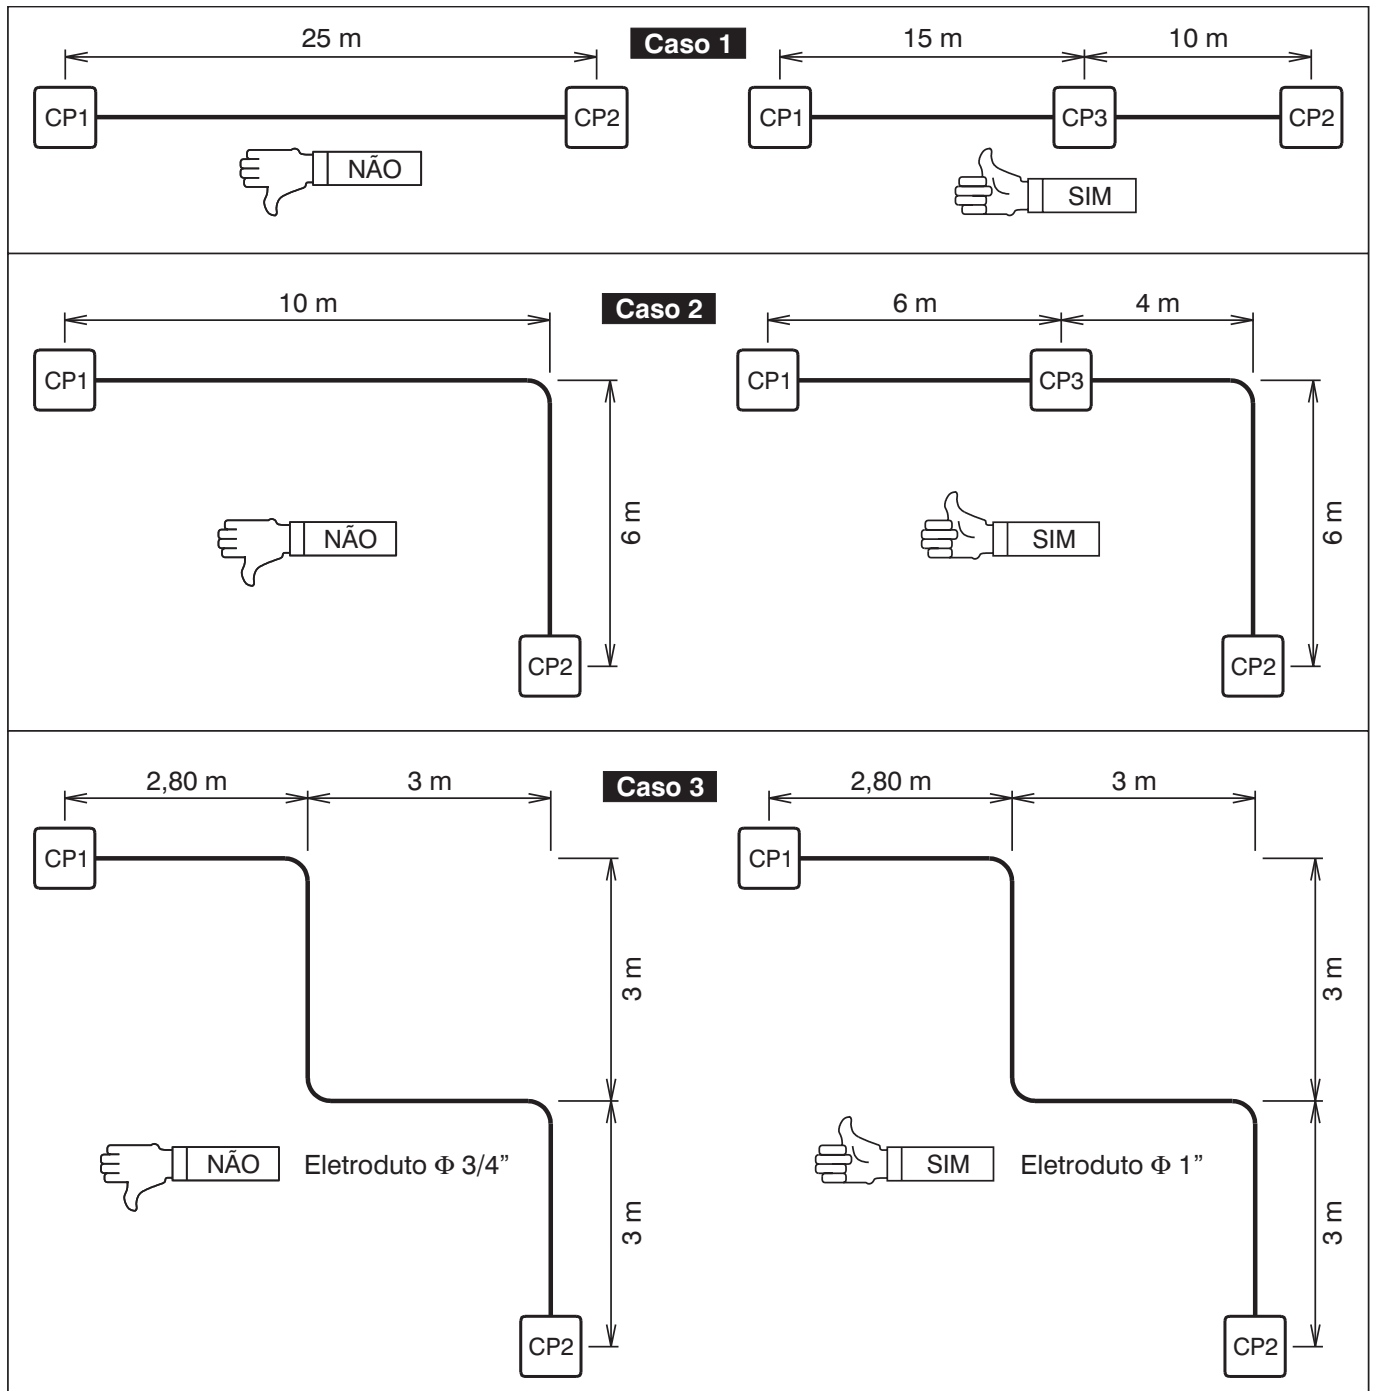 25 m
Caso 1
15 m
10 m
CP1
CP2
CP1
CP3
CP2
NÃO
SIM
10 m
Caso 2
6 m
4 m
CP1
CP1
CP3
6 m
6 m
NÃO
SIM
CP2
CP2
2,80 m
3 m
Caso 3
2,80 m
3 m
CP1
CP1
3 m
3 m
NÃO
Eletroduto Φ 3/4”
SIM
Eletroduto Φ 1”
3 m
3 m
CP2
CP2